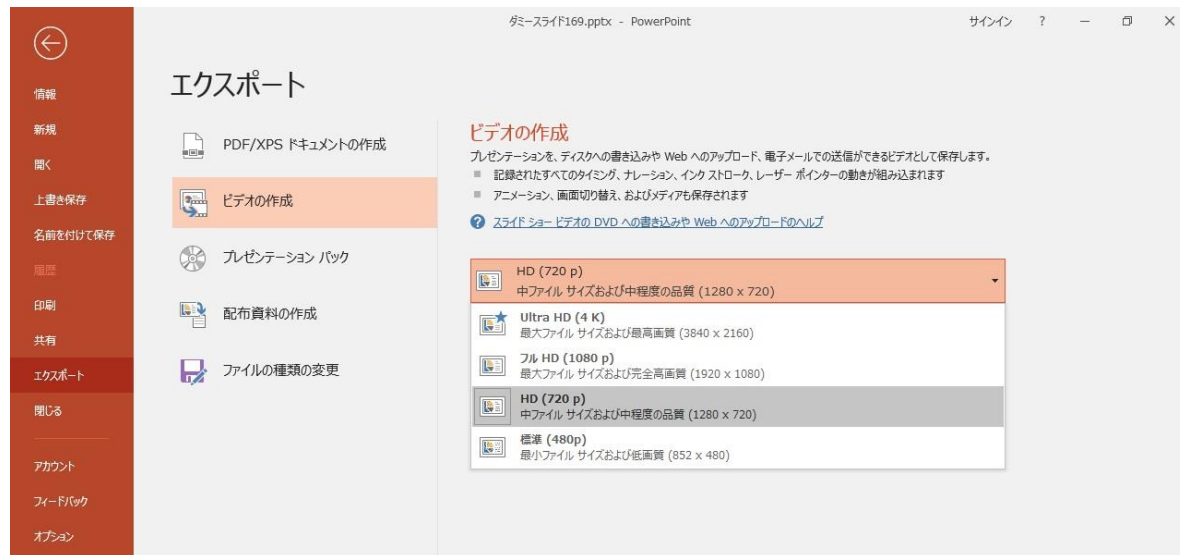 ダミースライド169.pptx - PowerPoint
サインイン ?
情報
新規
開く
上書き保存
名前を付けて保存
履歴
印刷
共有
エクスポート
閉じる
アカウント
フィードバック
オプション
エクスポート
PDF/XPS ドキュメントの作成
ビデオの作成
プレゼンテーション パック
配布資料の作成
ファイルの種類の変更
ビデオの作成
プレゼンテーションを、ディスクへの書き込みや Web へのアップロード、電子メールでの送信ができるビデオとして保存します。
記録されたすべてのタイミング、ナレーション、インク ストローク、レーザー ポインターの動きが組み込まれます
アニメーション、画面切り替え、およびメディアも保存されます
スライド ショー ビデオの DVD への書き込みや Web へのアップロードのヘルプ
HD (720 p)
中ファイル サイズおよび中程度の品質 (1280 x 720)
Ultra HD (4 K)
最大ファイル サイズおよび最高画質 (3840 x 2160)
フル HD (1080 p)
最大ファイル サイズおよび完全高画質 (1920 x 1080)
HD (720 p)
中ファイル サイズおよび中程度の品質 (1280 x 720)
標準 (480p)
最小ファイル サイズおよび低画質 (852 x 480)